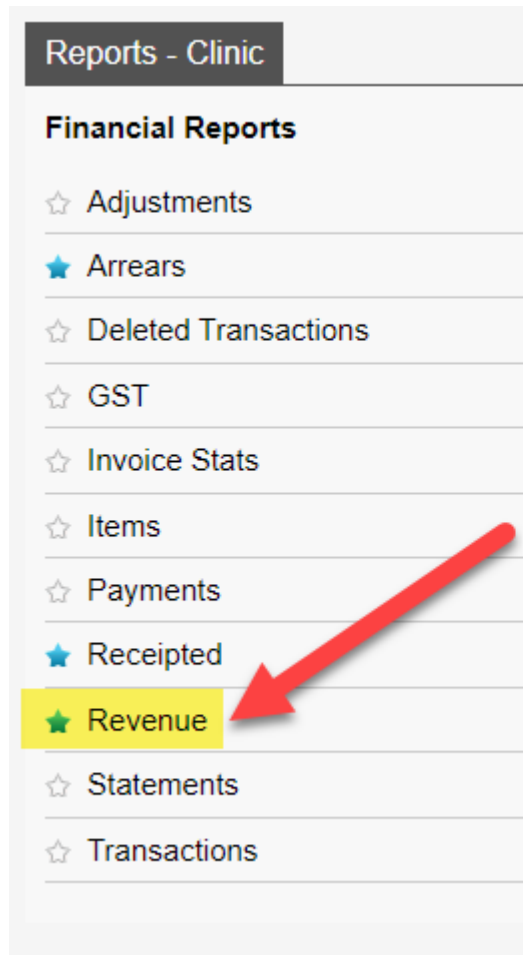 Reports - Clinic
Financial Reports
Adjustments
Arrears
Deleted Transactions
GST
Invoice Stats
Items
Payments
Receipted
Revenue
Statements
Transactions